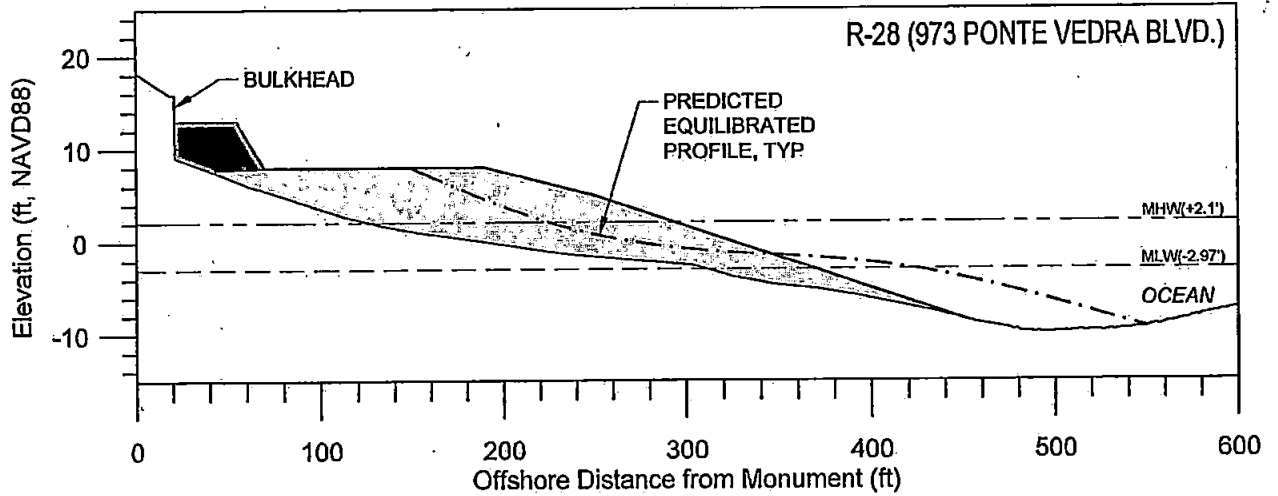 R-28 (973 PONTE VEDRA BLVD.)
Elevation (ft, NAVD88)
20
10
0
-10
BULKHEAD
PREDICTED
EQUILIBRATED
PROFILE, TYP.
MHW(+2.1')
MLW(-2.97')
OCEAN
0
100
200
300
400
500
600
Offshore Distance from Monument (ft)